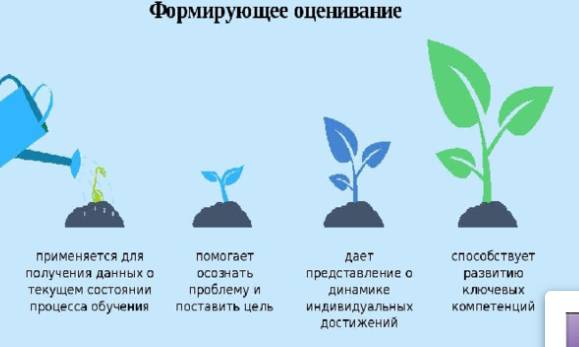 Формирующее оценивание
применяется для
получения данных о
текущем состоянии
процесса обучения
помогает
осознать
проблему и
поставить цель
дает
представление о
динамике
индивидуальных
достижений
способствует
развитию
ключевых
компетенций